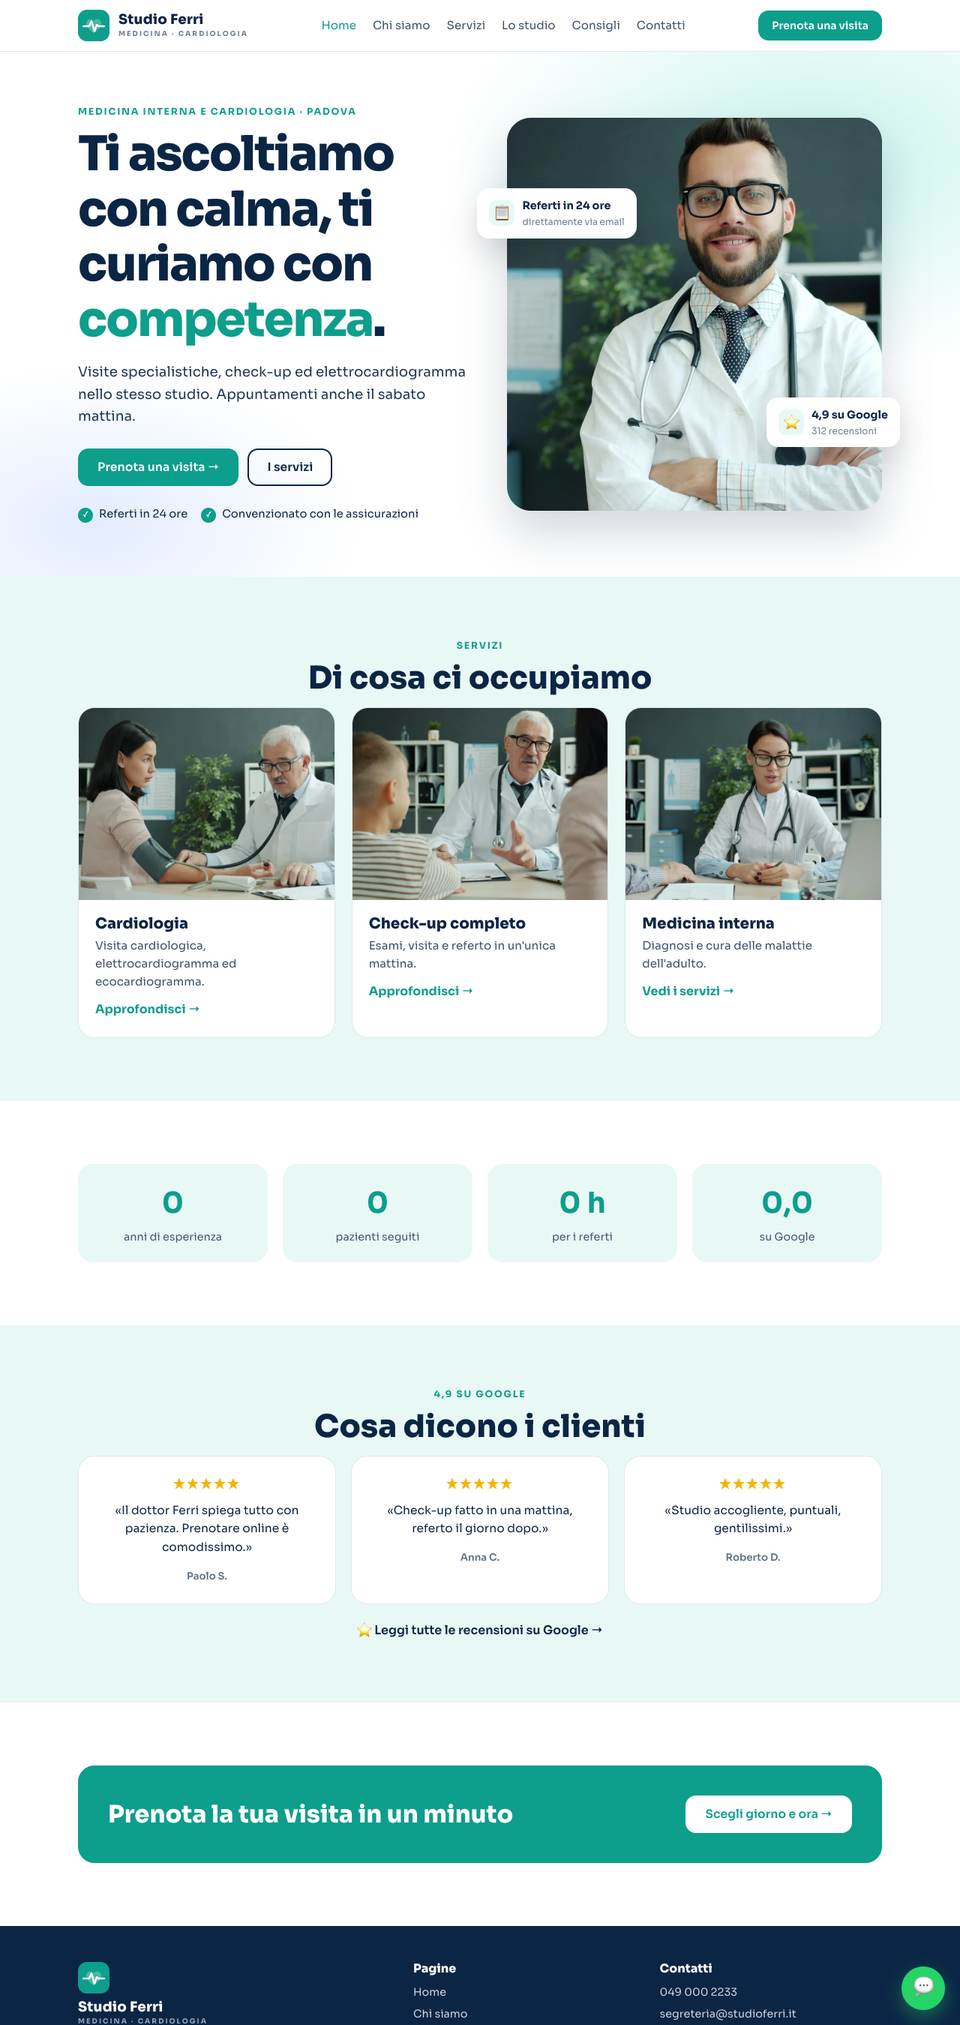 Studio Ferri
MEDICINA · CARDIOLOGIA
Home
Chi siamo
Servizi
Lo studio
Consigli
Contatti
Prenota una visita
MEDICINA INTERNA E CARDIOLOGIA · PADOVA
Ti ascoltiamo
con calma, ti
curiamo con
competenza.
Visite specialistiche, check-up ed elettrocardiogramma
nello stesso studio. Appuntamenti anche il sabato
mattina.
Prenota una visita →
I servizi
✓ Referti in 24 ore
✓ Convenzionato con le assicurazioni
Referti in 24 ore
direttamente via email
4,9 su Google
312 recensioni
SERVIZI
Di cosa ci occupiamo
Cardiologia
Visita cardiologica,
elettrocardiogramma ed
ecocardiogramma.
Approfondisci →
Check-up completo
Esami, visita e referto in un'unica
mattina.
Approfondisci →
Medicina interna
Diagnosi e cura delle malattie
dell'adulto.
Vedi i servizi →
0
anni di esperienza
0
pazienti seguiti
0 h
per i referti
0,0
su Google
4,9 SU GOOGLE
Cosa dicono i clienti
★★★★★
«Il dottor Ferri spiega tutto con
pazienza. Prenotare online è
comodissimo.»
Paolo S.
★★★★★
«Check-up fatto in una mattina,
referto il giorno dopo.»
Anna C.
★★★★★
«Studio accogliente, puntuali,
gentilissimi.»
Roberto D.
⭐ Leggi tutte le recensioni su Google →
Prenota la tua visita in un minuto
Scegli giorno e ora →
Studio Ferri
MEDICINA · CARDIOLOGIA
Pagine
Home
Chi siamo
Contatti
049 000 2233
segreteria@studioferri.it